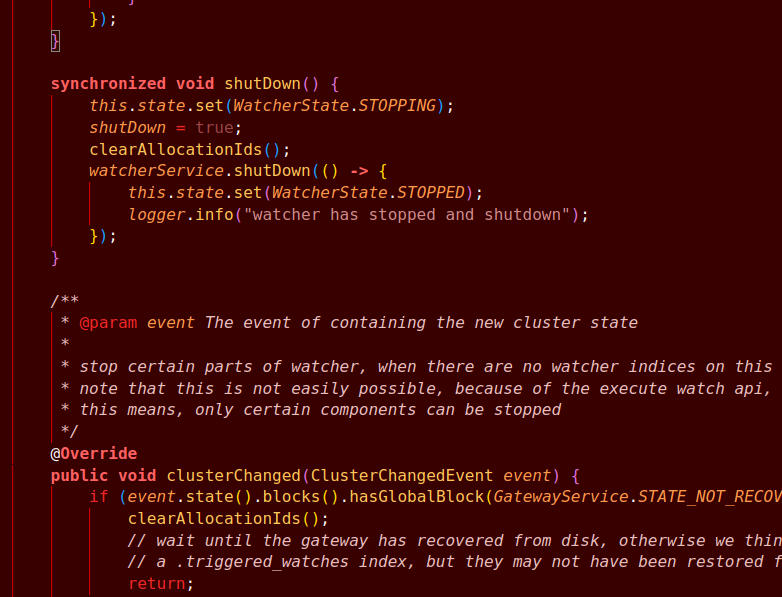 }
});
}
synchronized void shutDown() {
this.state.set(WatcherState.STOPPING);
shutDown = true;
clearAllocationIds();
watcherService.shutDown(() -> {
this.state.set(WatcherState.STOPPED);
logger.info("watcher has stopped and shutdown");
});
}
/**
* @param event The event of containing the new cluster state
*
* stop certain parts of watcher, when there are no watcher indices on this
* note that this is not easily possible, because of the execute watch api,
* this means, only certain components can be stopped
*/
@Override
public void clusterChanged(ClusterChangedEvent event) {
if (event.state().blocks().hasGlobalBlock(GatewayService.STATE_NOT_RECOV
clearAllocationIds();
// wait until the gateway has recovered from disk, otherwise we thin
// a .triggered_watches index, but they may not have been restored f
return;